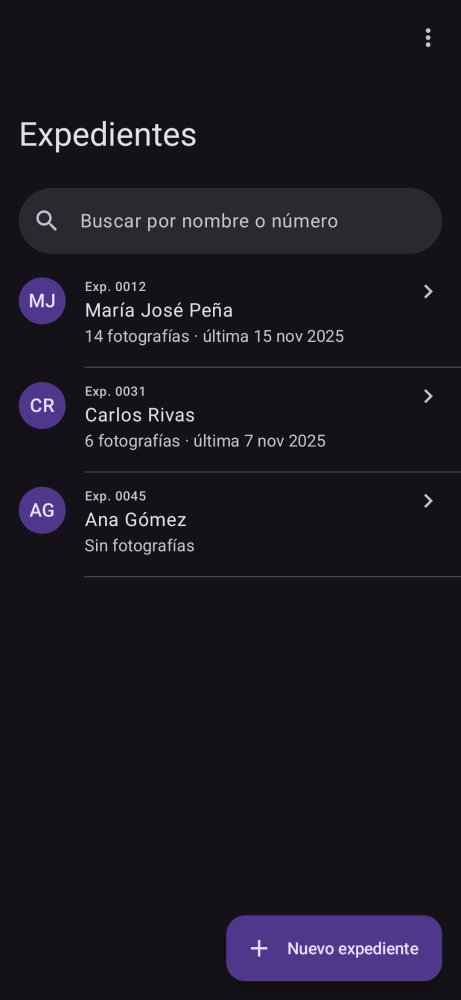 Expedientes
Buscar por nombre o número
MJ
Exp. 0012
María José Peña
14 fotografías · última 15 nov 2025
CR
Exp. 0031
Carlos Rivas
6 fotografías · última 7 nov 2025
AG
Exp. 0045
Ana Gómez
Sin fotografías
Nuevo expediente